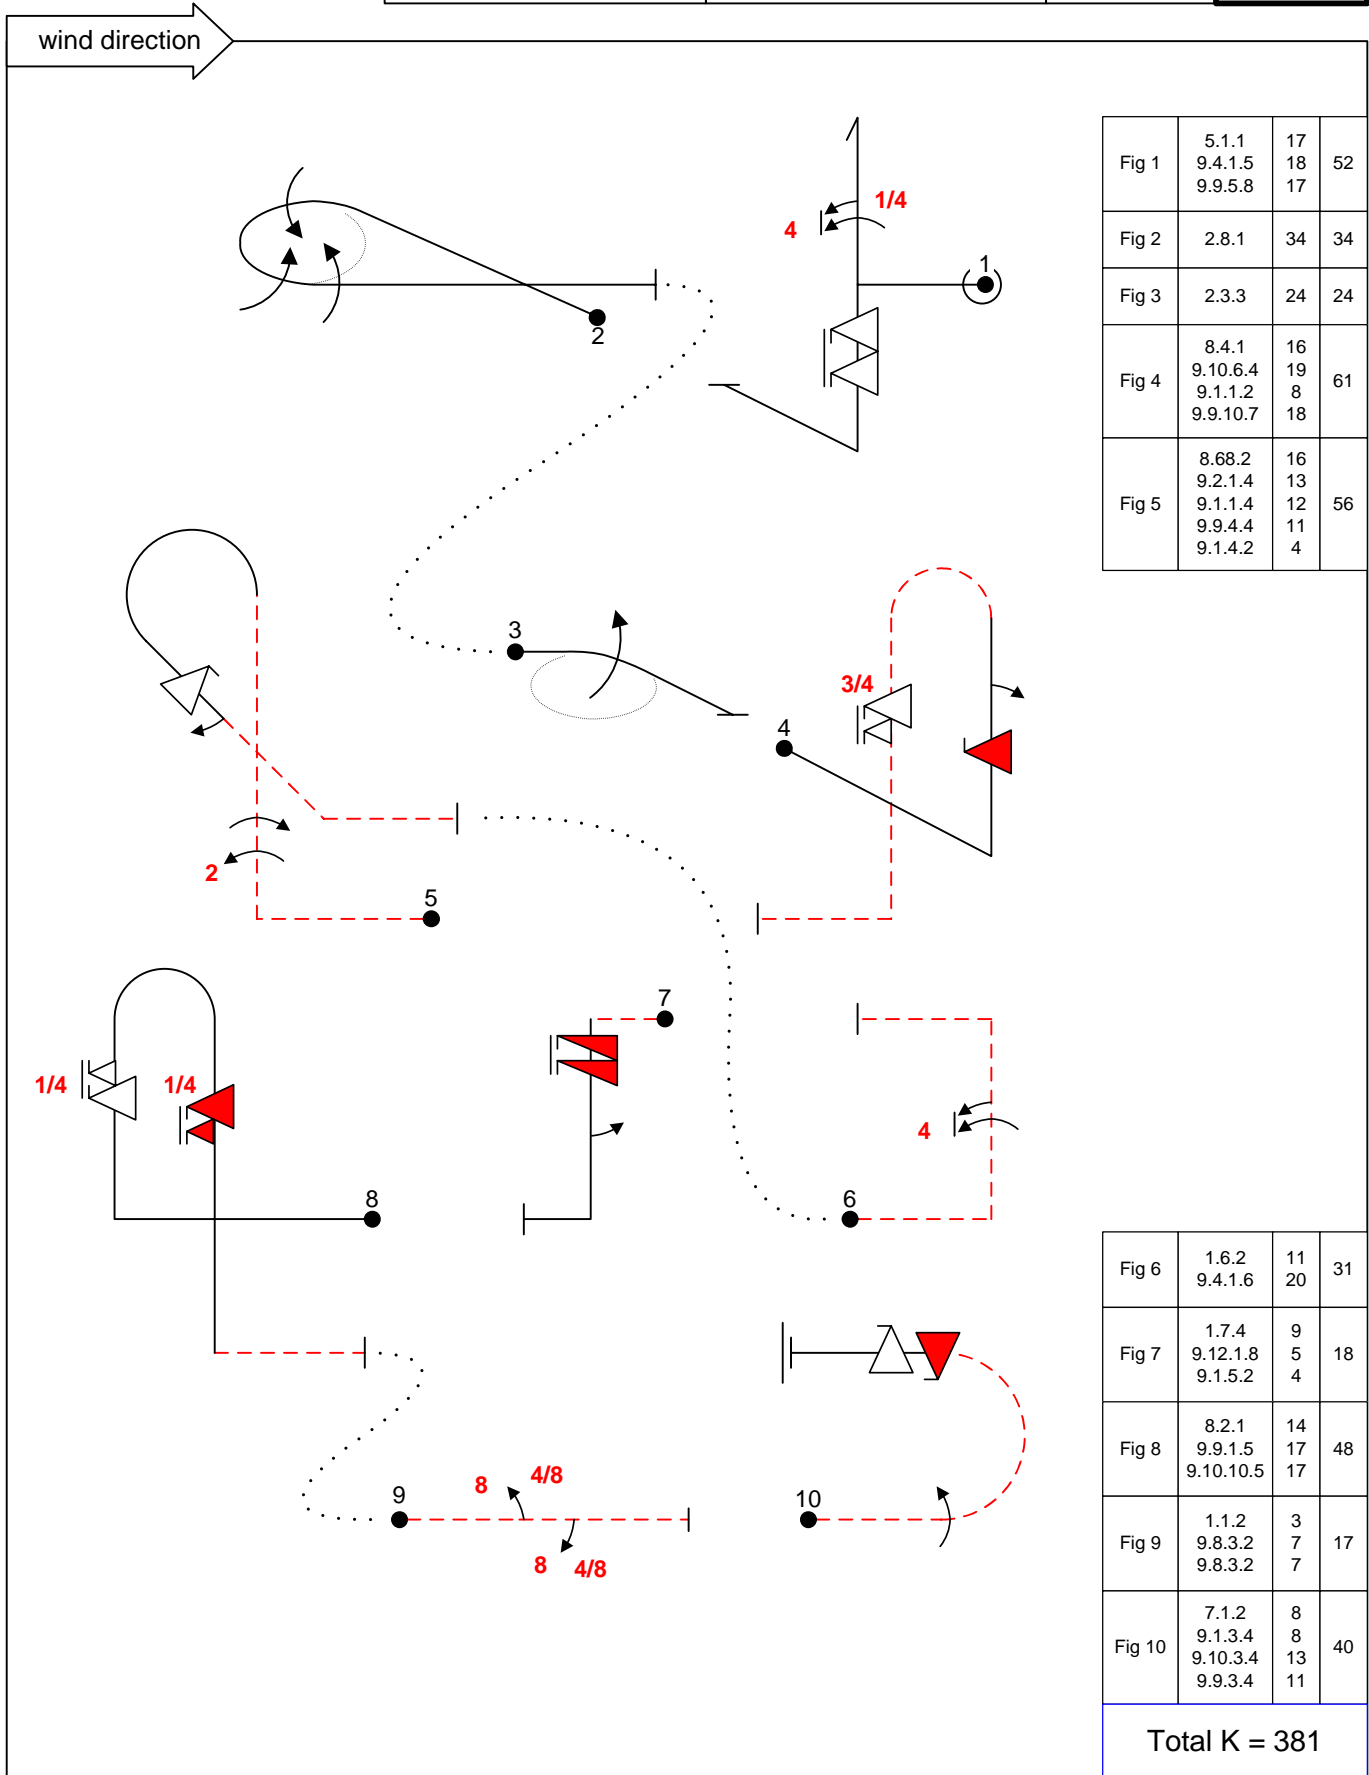 wind direction
1/4
4
1
2
3
3/4
4
2
5
7
1/4
1/4
8
4
6
9
8
4/8
8
4/8
10
Fig 1
5.1.1 17
9.4.1.5 18 52
9.9.5.8 17
Fig 2 2.8.1 34 34
Fig 3 2.3.3 24 24
Fig 4
8.4.1 16
9.10.6.4 19
61
9.1.1.2 8
9.9.10.7 18
Fig 5
8.68.2 16
9.2.1.4 13
9.1.1.4 12 56
9.9.4.4 11
9.1.4.2 4
Fig 6
1.6.2 11
31
9.4.1.6 20
Fig 7
1.7.4 9
9.12.1.8 5 18
9.1.5.2 4
Fig 8
8.2.1 14
9.9.1.5 17 48
9.10.10.5 17
Fig 9
1.1.2 3
9.8.3.2 7 17
9.8.3.2 7
Fig 10
7.1.2 8
9.1.3.4 8
40
9.10.3.4 13
9.9.3.4 11
Total K = 381